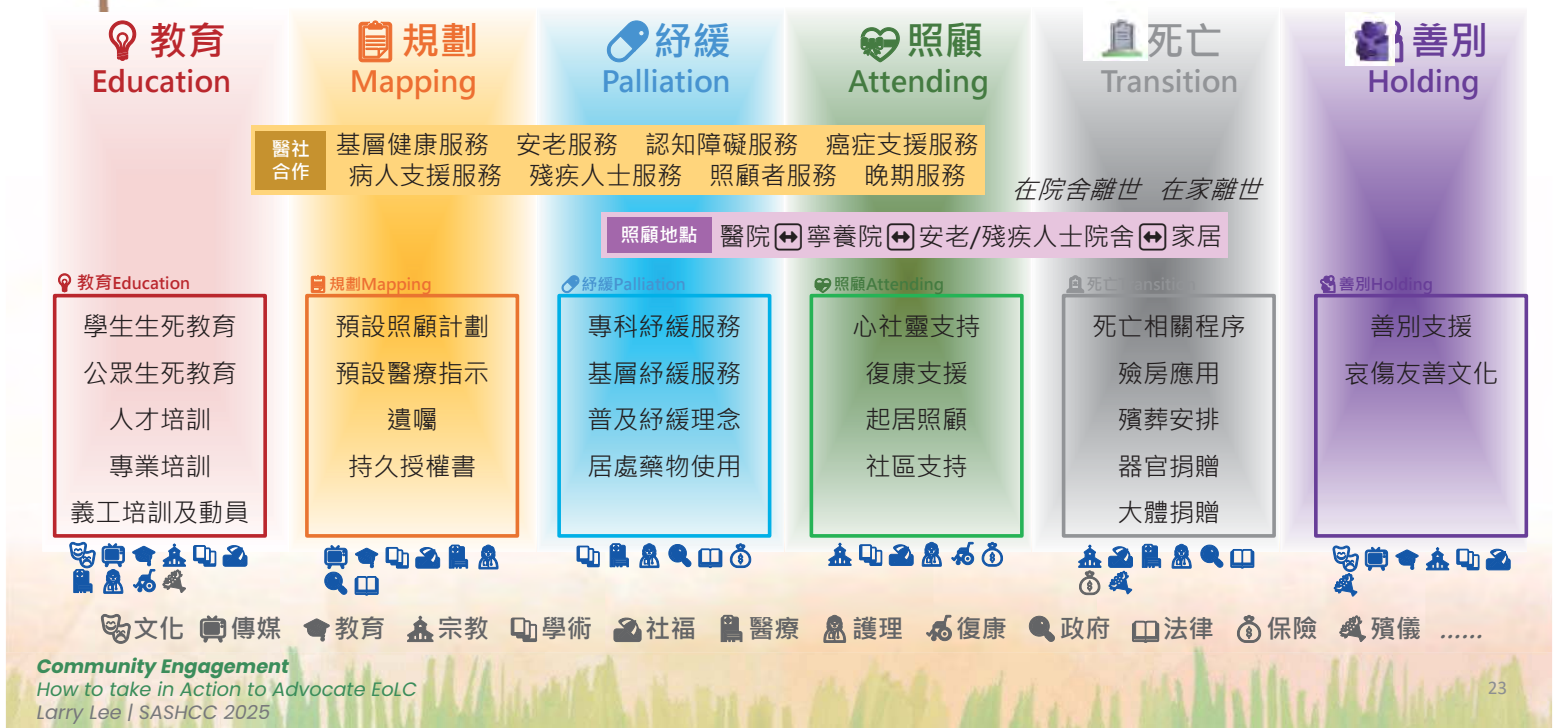 教育
Education
規劃
Mapping
紓緩
Palliation
照顧
Attending
死亡
Transition
善別
Holding
醫社
合作
基層健康服務 安老服務 認知障礙服務 癌症支援服務
病人支援服務 殘疾人士服務 照顧者服務 晚期服務
在院舍離世 在家離世
照顧地點 醫院 寧養院 安老/殘疾人士院舍 家居
教育Education
學生生死教育
公眾生死教育
人才培訓
專業培訓
義工培訓及動員
規劃Mapping
預設照顧計劃
預設醫療指示
遺囑
持久授權書
紓緩Palliation
專科紓緩服務
基層紓緩服務
普及紓緩理念
居處藥物使用
照顧Attending
心社靈支持
復康支援
起居照顧
社區支持
死亡Transition
死亡相關程序
殮房應用
殯葬安排
器官捐贈
大體捐贈
善別Holding
善別支援
哀傷友善文化
文化 傳媒 教育 宗教 學術 社福 醫療 護理 復康 政府 法律 保險 殯儀 ......
Community Engagement
How to take in Action to Advocate EoLC
Larry Lee | SASHCC 2025
23